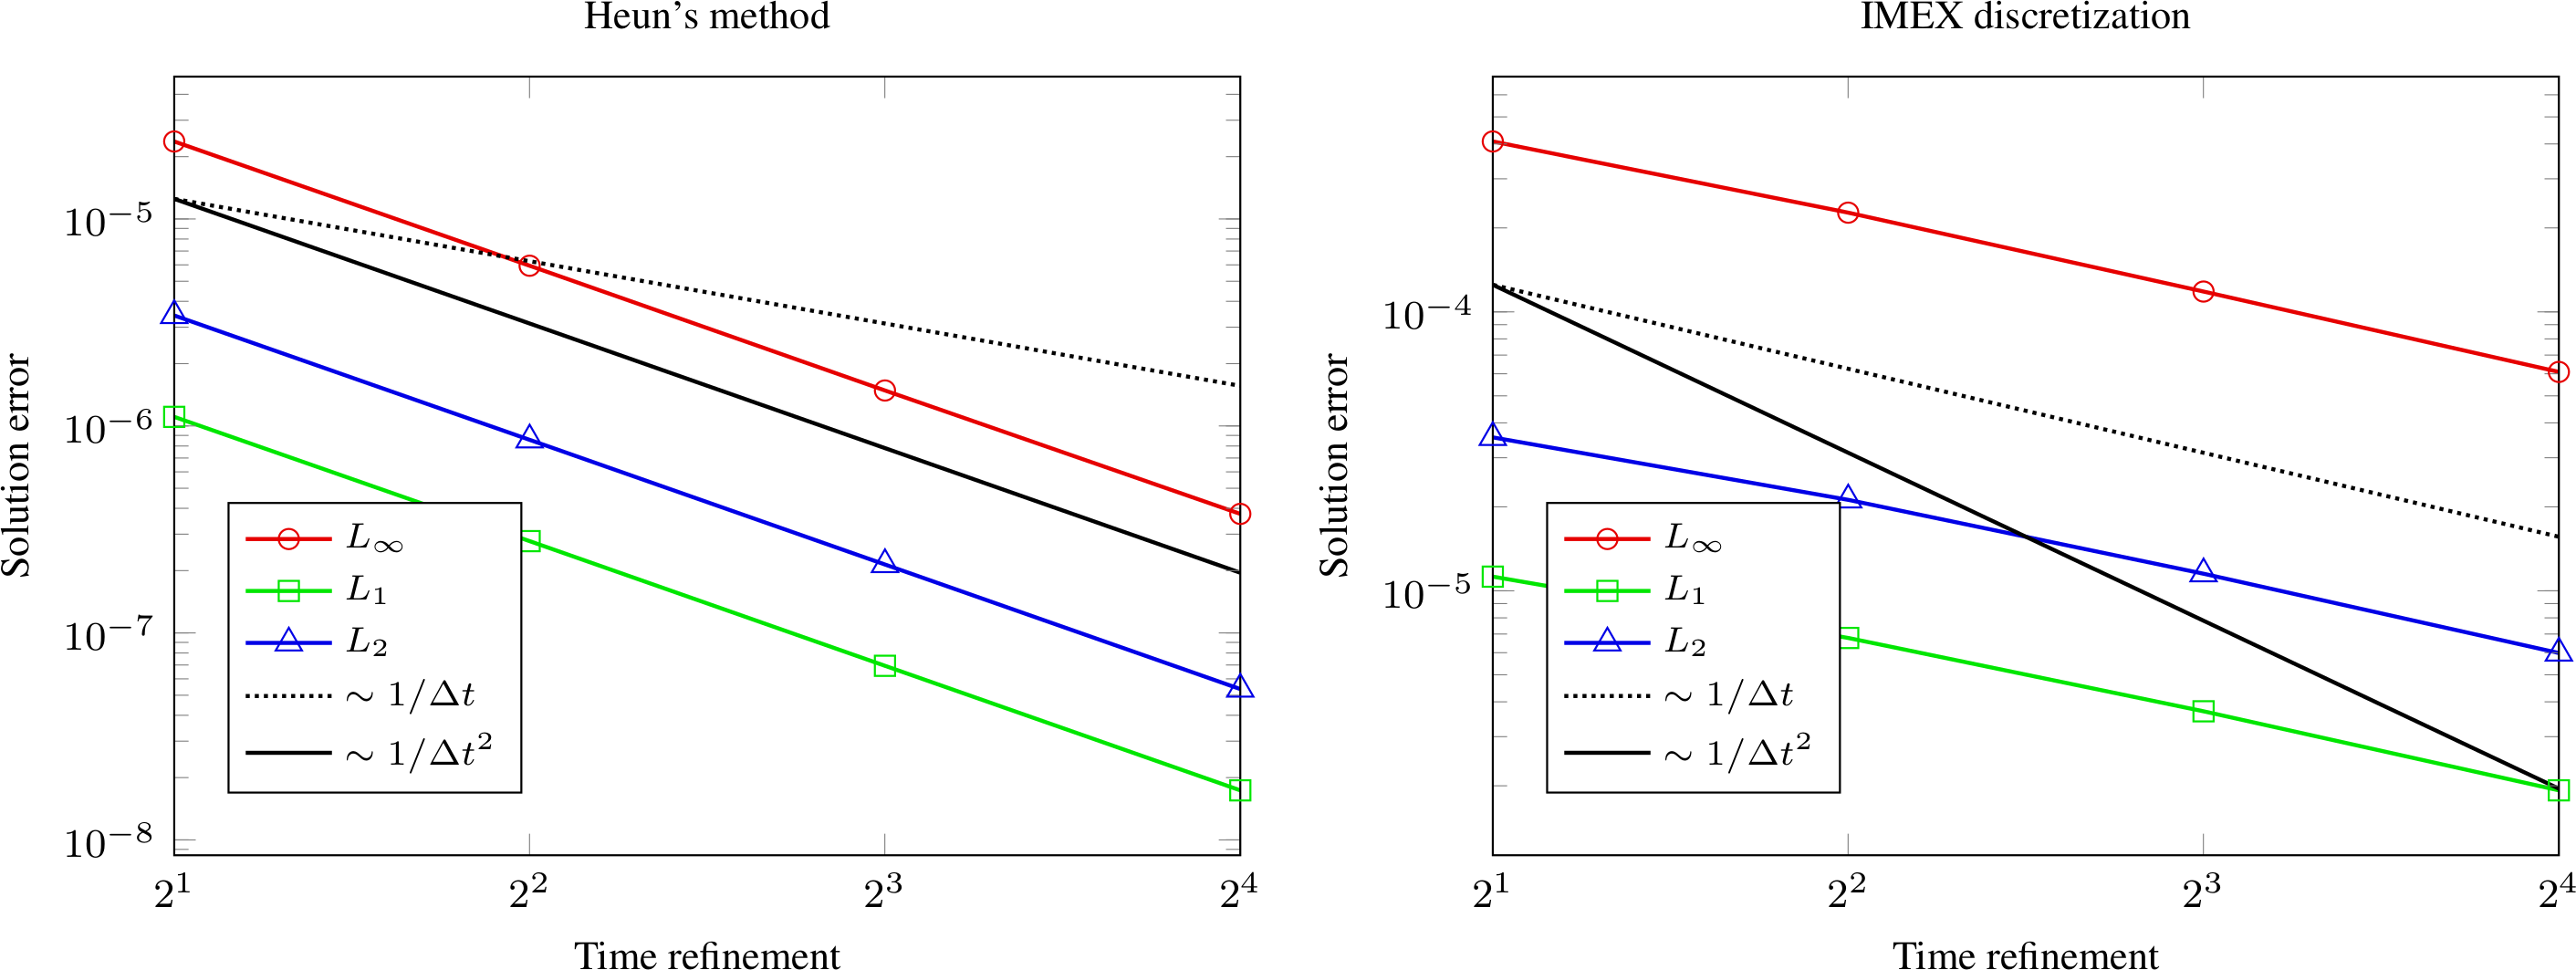 Heun's method
Solution error
10⁻⁵
10⁻⁶
10⁻⁷
10⁻⁸
L∞
L₁
L₂
∼ 1/Δt
∼ 1/Δt²
2¹ 2² 2³ 2⁴
Time refinement
IMEX discretization
Solution error
10⁻⁴
10⁻⁵
L∞
L₁
L₂
∼ 1/Δt
∼ 1/Δt²
2¹ 2² 2³ 2⁴
Time refinement